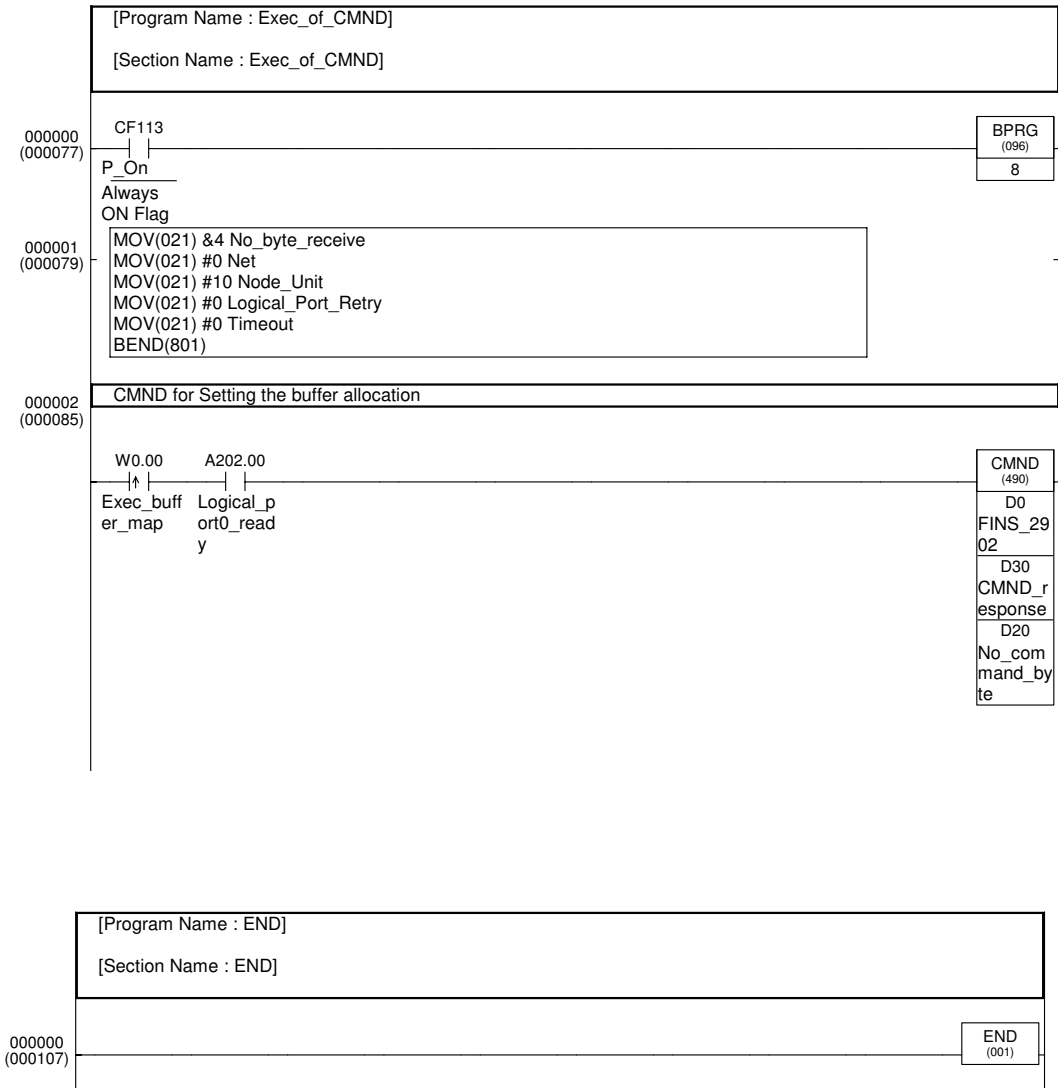 [Program Name : Exec_of_CMND]
[Section Name : Exec_of_CMND]
000000
(000077)
CF113
P_On
Always
ON Flag
BPRG
(096)
8
000001
(000079)
MOV(021) &4 No_byte_receive
MOV(021) #0 Net
MOV(021) #10 Node_Unit
MOV(021) #0 Logical_Port_Retry
MOV(021) #0 Timeout
BEND(801)
000002
(000085)
CMND for Setting the buffer allocation
W0.00
Exec_buff
er_map
A202.00
Logical_p
ort0_read
y
CMND
(490)
D0
FINS_29
02
D30
CMND_r
esponse
D20
No_com
mand_by
te
[Program Name : END]
[Section Name : END]
000000
(000107)
END
(001)